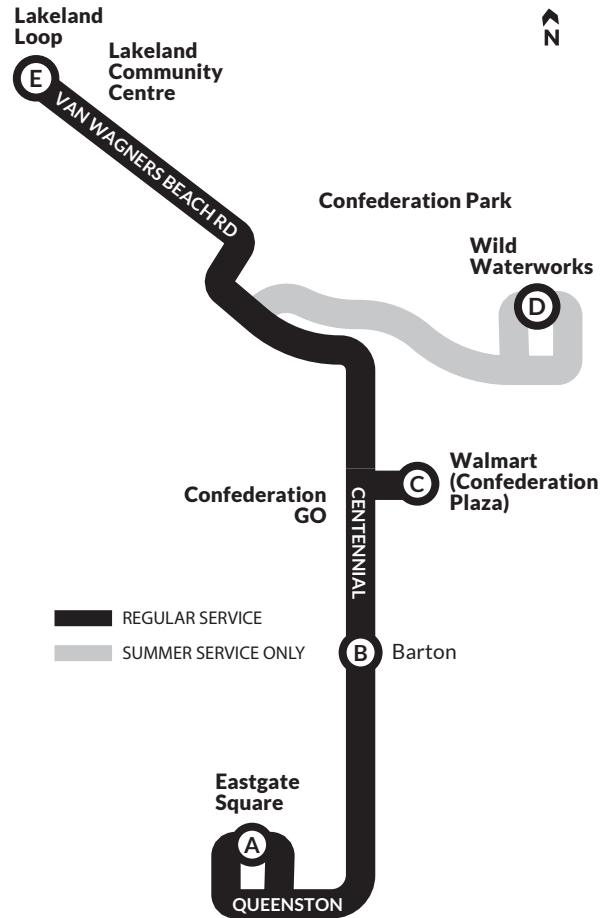 Lakeland
Loop
E
Lakeland
Community
Centre
N
VAN WAGNERS BEACH RD
Confederation Park
Wild
Waterworks
D
Walmart
(Confederation
Plaza)
C
Confederation
GO
CENTENNIAL
REGULAR SERVICE
SUMMER SERVICE ONLY
B
Barton
Eastgate
Square
A
QUEENSTON